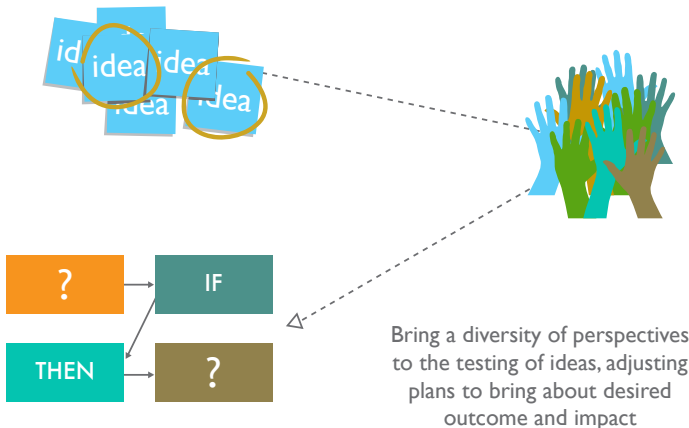 id
idea
idea
idea
idea
?
IF
THEN
?
Bring a diversity of perspectives
to the testing of ideas, adjusting
plans to bring about desired
outcome and impact